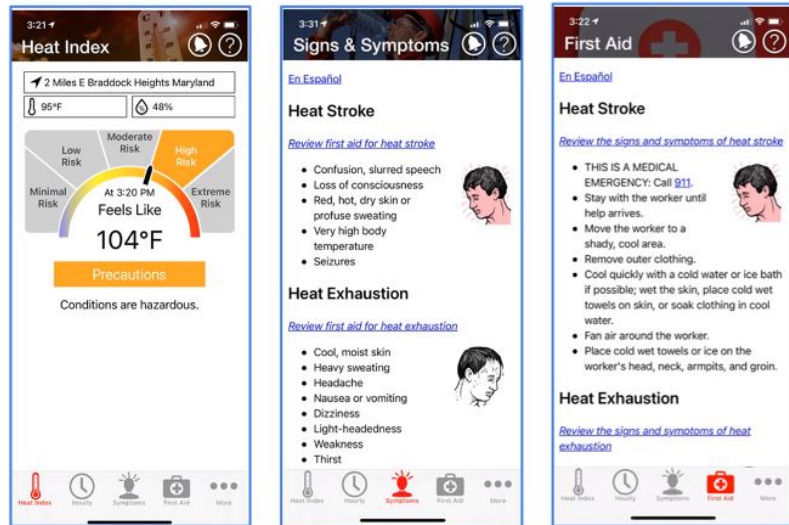 3:21
Heat Index
2 Miles E Braddock Heights Maryland
95°F
48%
Minimal
Risk
Low
Risk
Moderate
Risk
High
Risk
Extreme
Risk
At 3:20 PM
Feels Like
104°F
Precautions
Conditions are hazardous.
Heat Index
Hourly
Symptoms
First Aid
More
3:31
Signs & Symptoms
En Español
Heat Stroke
Review first aid for heat stroke
• Confusion, slurred speech
• Loss of consciousness
• Red, hot, dry skin or
profuse sweating
• Very high body
temperature
• Seizures
Heat Exhaustion
Review first aid for heat exhaustion
• Cool, moist skin
• Heavy sweating
• Headache
• Nausea or vomiting
• Dizziness
• Light-headedness
• Weakness
• Thirst
Heat Index
Hourly
Symptoms
First Aid
More
3:22
First Aid
En Español
Heat Stroke
Review the signs and symptoms of heat stroke
• THIS IS A MEDICAL
EMERGENCY: Call 911.
• Stay with the worker until
help arrives.
• Move the worker to a
shady, cool area.
• Remove outer clothing.
• Cool quickly with a cold water or ice bath
if possible; wet the skin, place cold wet
towels on skin, or soak clothing in cool
water.
• Fan air around the worker.
• Place cold wet towels or ice on the
worker's head, neck, armpits, and groin.
Heat Exhaustion
Review the signs and symptoms of heat
exhaustion
Heat Index
Hourly
Symptoms
First Aid
More